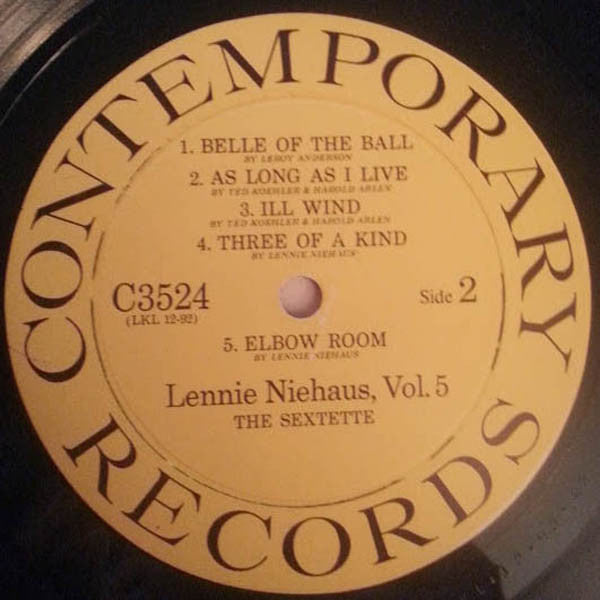 CONTEMPORARY
RECORDS
1. BELLE OF THE BALL
BY LEROY ANDERSON
2. AS LONG AS I LIVE
BY TED KOEHLER & HAROLD ARLEN
3. ILL WIND
BY TED KOEHLER & HAROLD ARLEN
4. THREE OF A KIND
BY LENNIE NIEHAUS
C3524
(LKL 12-92)
Side 2
5. ELBOW ROOM
BY LENNIE NIEHAUS
Lennie Niehaus, Vol. 5
THE SEXTETTE